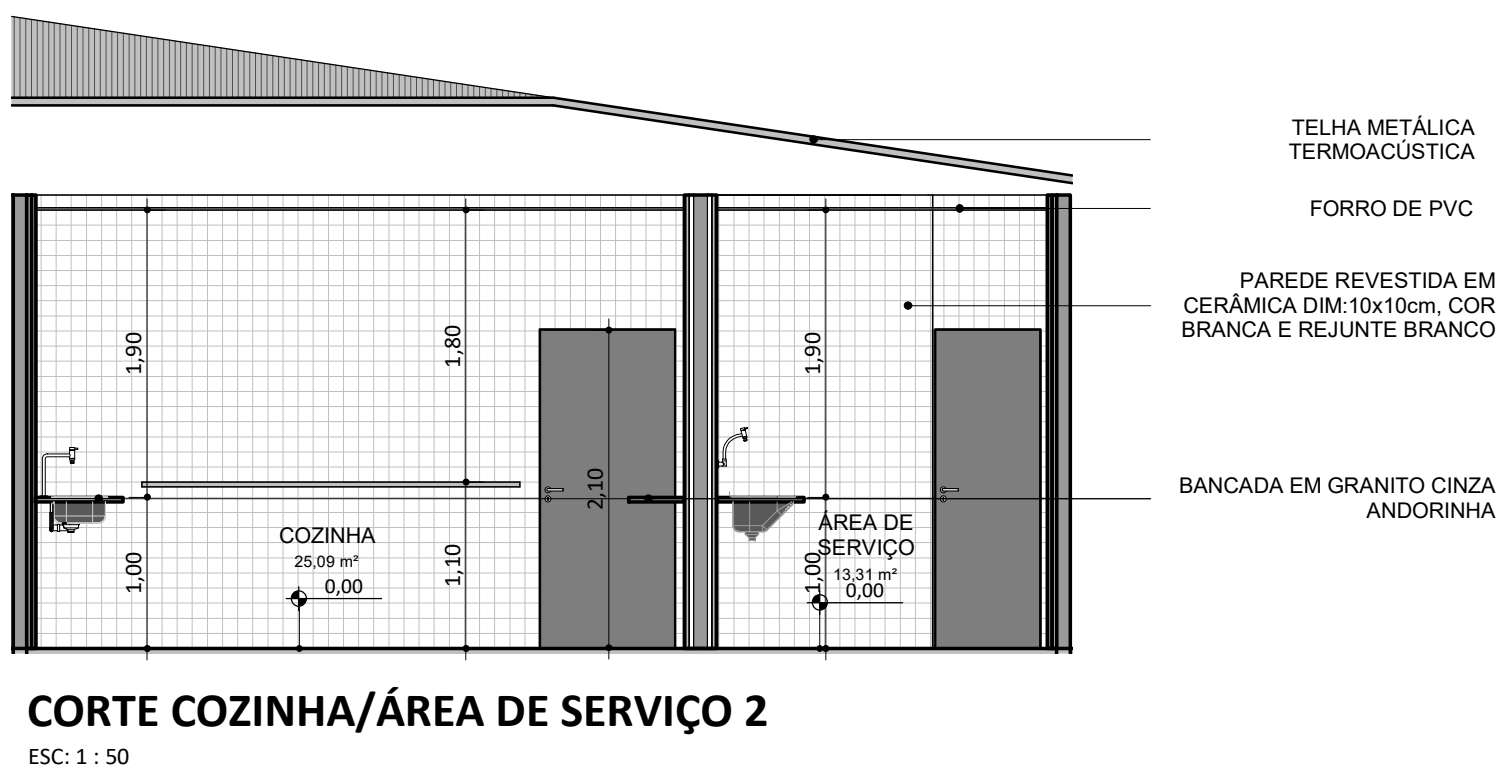 TELHA METÁLICA
TERMOACÚSTICA
FORRO DE PVC
PAREDE REVESTIDA EM
CERÂMICA DIM:10x10cm, COR
BRANCA E REJUNTE BRANCO
1,90
1,80
1,90
2,10
BANCADA EM GRANITO CINZA
ANDORINHA
COZINHA
25,09 m²
0,00
1,00
1,10
ÁREA DE
SERVIÇO
13,31 m²
0,00
1,00
CORTE COZINHA/ÁREA DE SERVIÇO 2
ESC: 1 : 50